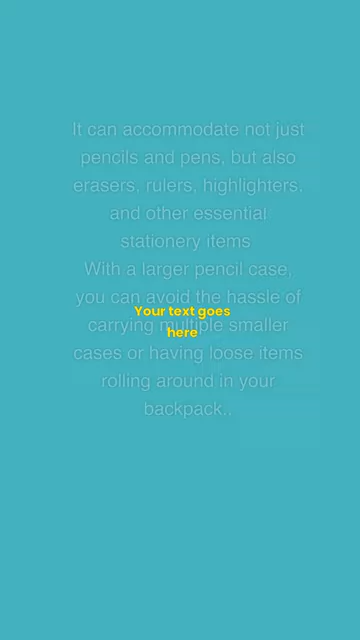 It can accommodate not just
pencils and pens, but also
erasers, rulers, highlighters,
and other essential
stationery items
With a larger pencil case,
you can avoid the hassle of
Your text goes
carrying multiple smaller
here
cases or having loose items
rolling around in your
backpack..